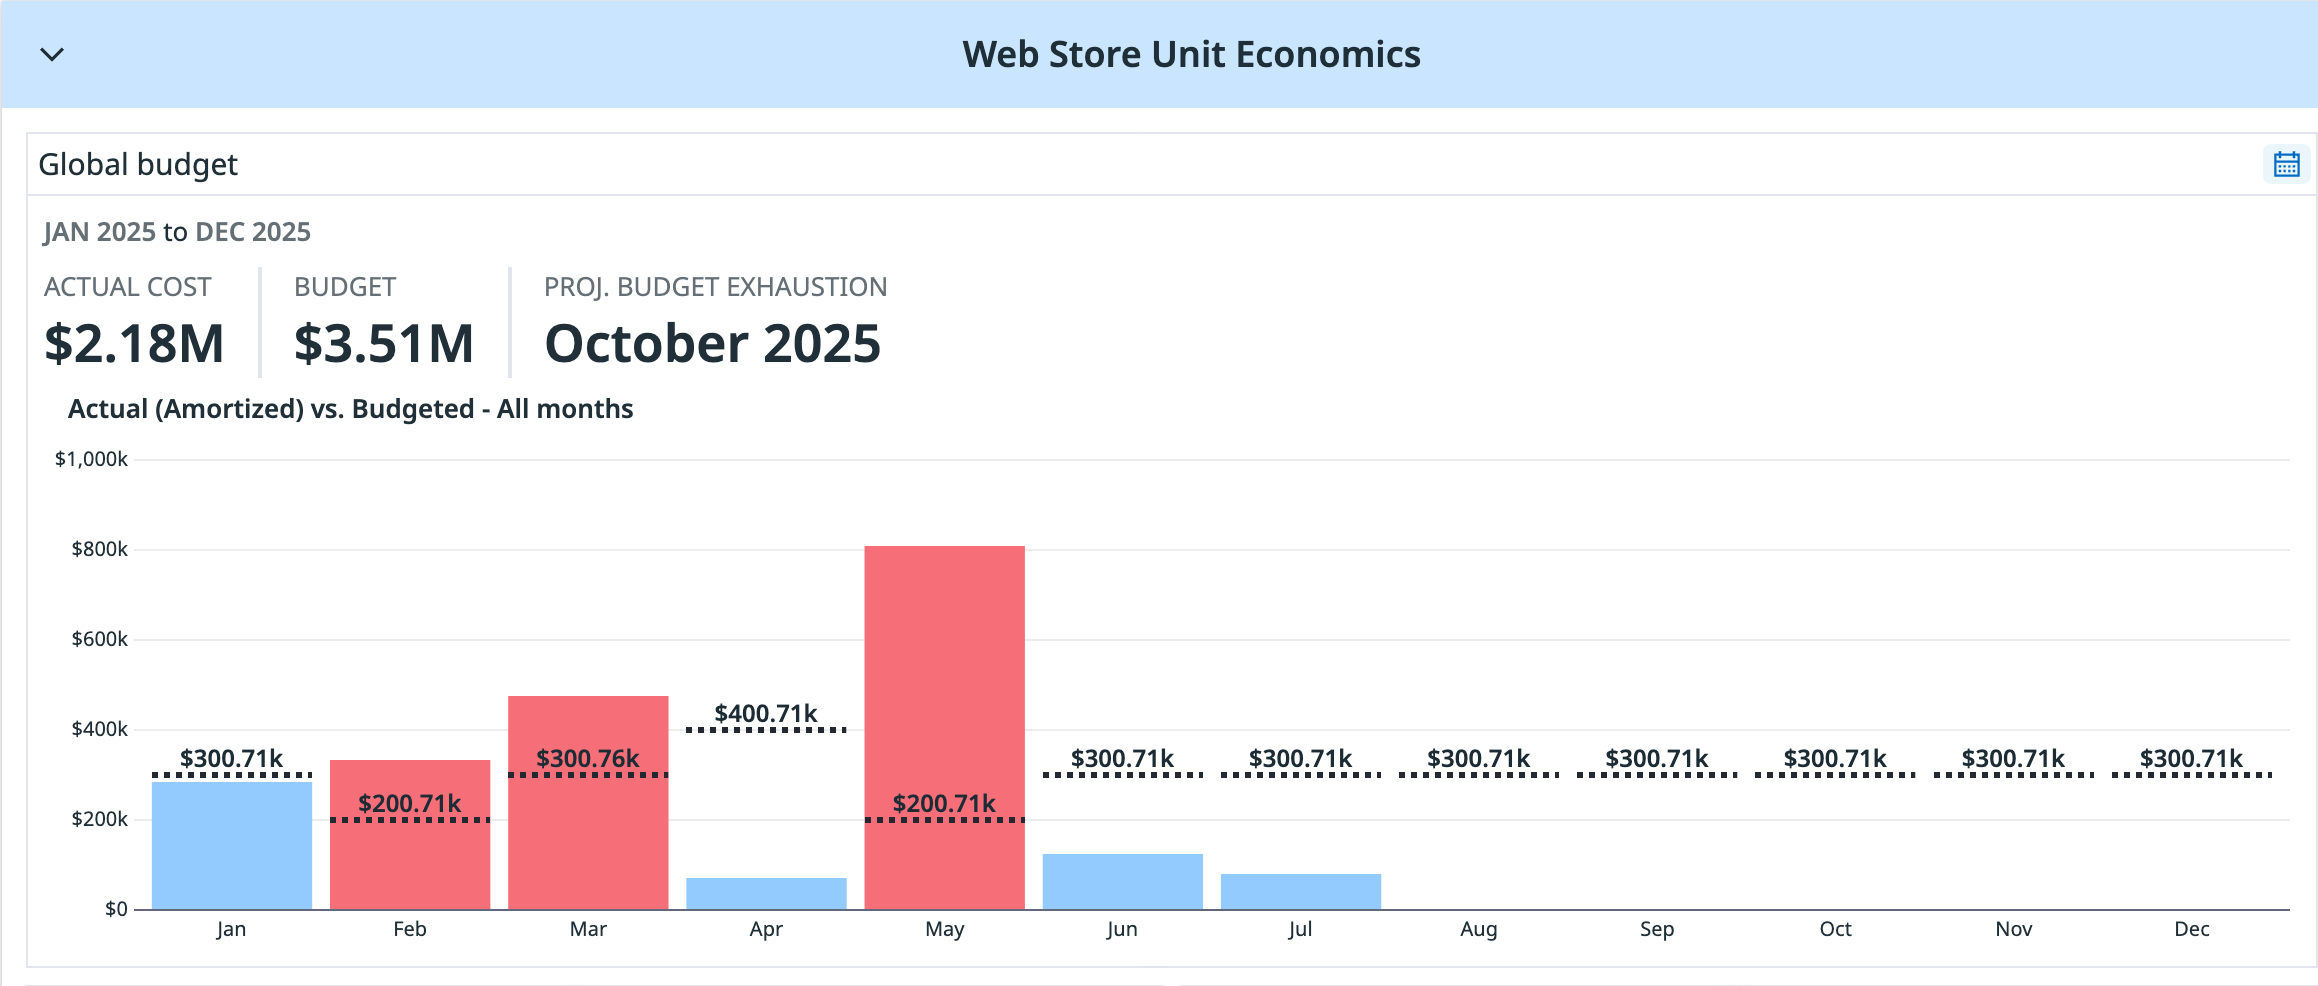 Web Store Unit Economics
Global budget
JAN 2025 to DEC 2025
ACTUAL COST
$2.18M
BUDGET
$3.51M
PROJ. BUDGET EXHAUSTION
October 2025
Actual (Amortized) vs. Budgeted - All months
$1,000k
$800k
$600k
$400k
$200k
$0
$300.71k
$200.71k
$300.76k
$400.71k
$200.71k
$300.71k
$300.71k
$300.71k
$300.71k
$300.71k
$300.71k
$300.71k
Jan Feb Mar Apr May Jun Jul Aug Sep Oct Nov Dec